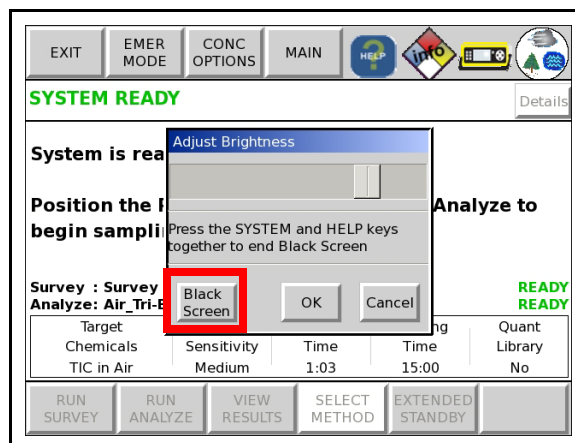 EXIT
EMER
MODE
CONC
OPTIONS
MAIN
HELP
info
SYSTEM READY
Details
Adjust Brightness
System is rea
Position the
Analyze to
begin sampli
Press the SYSTEM and HELP keys
together to end Black Screen
Black
Screen
OK
Cancel
Survey : Survey
READY
Analyze: Air_Tri-
READY
Target
Chemicals
Sensitivity
Time
Time
Quant
Library
TIC in Air
Medium
1:03
15:00
No
RUN
SURVEY
RUN
ANALYZE
VIEW
RESULTS
SELECT
METHOD
EXTENDED
STANDBY